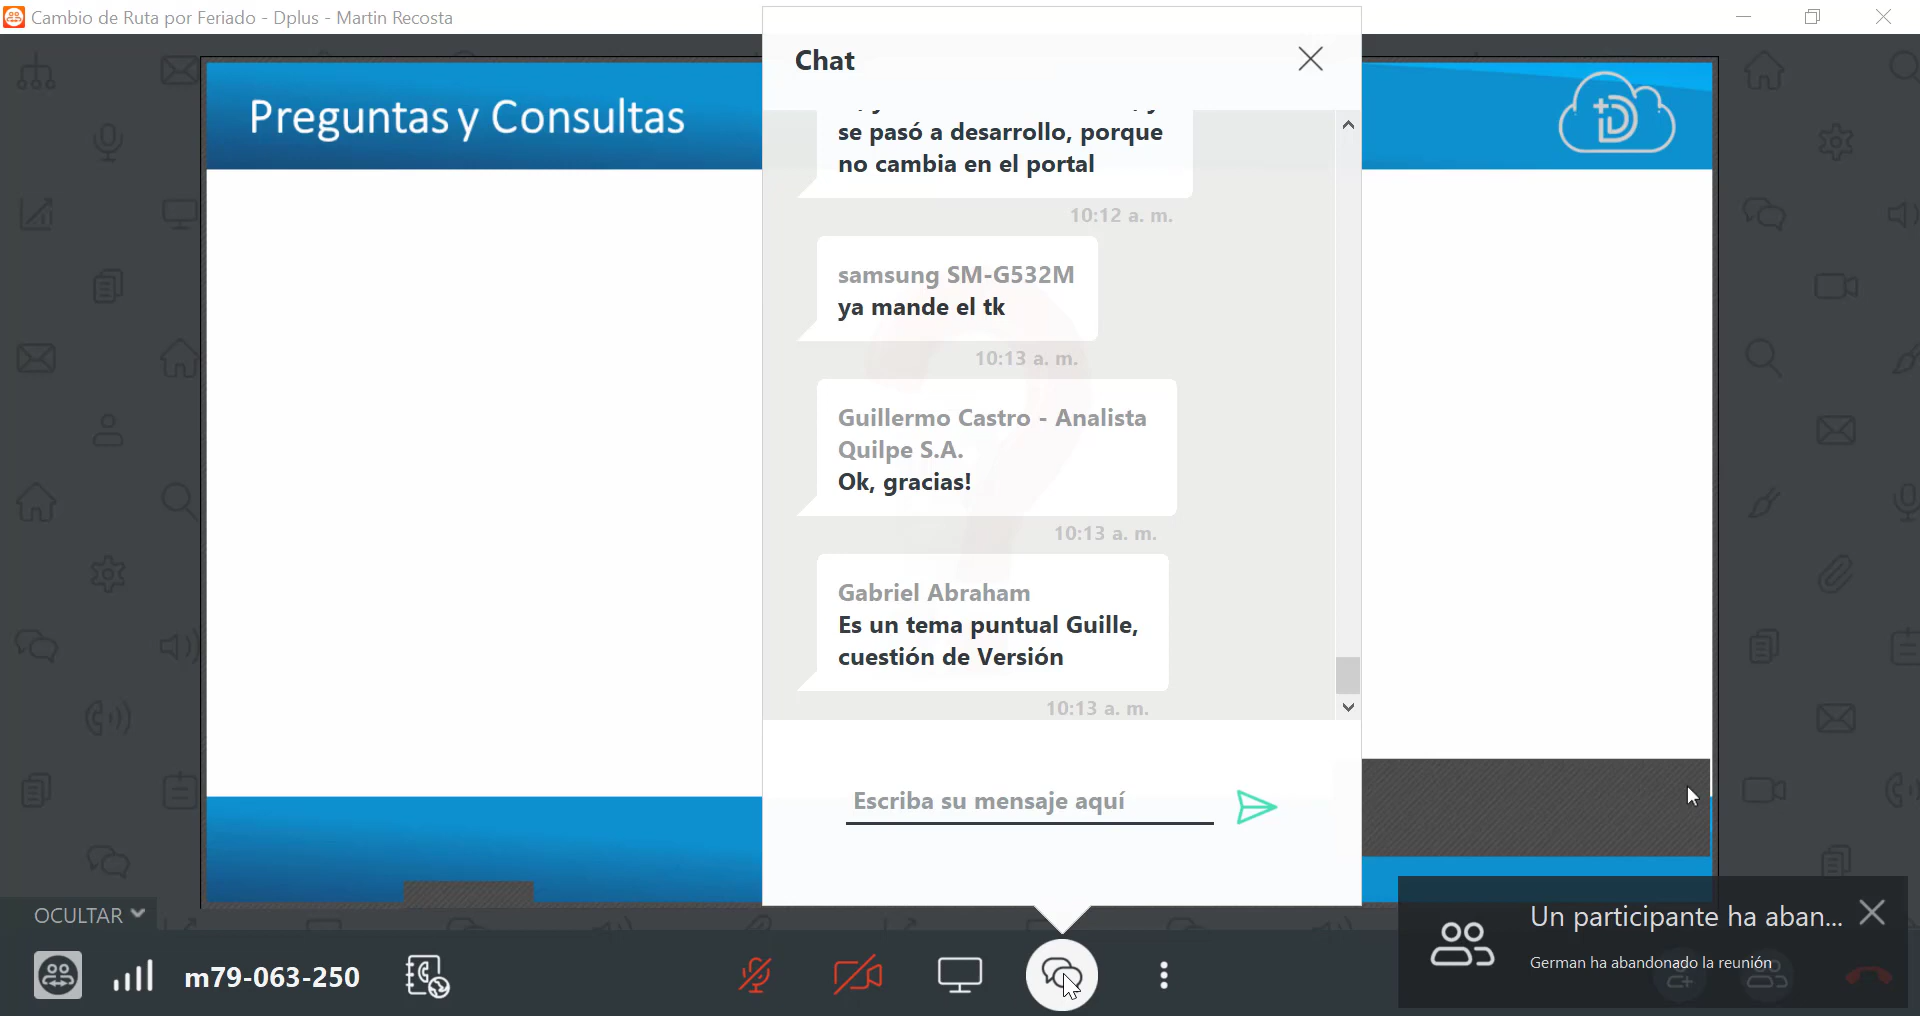 Cambio de Ruta por Feriado - Dplus - Martin Recosta
Preguntas y Consultas
Chat
se pasó a desarrollo, porque
no cambia en el portal
10:12 a. m.
samsung SM-G532M
ya mande el tk
10:13 a. m.
Guillermo Castro - Analista
Quilpe S.A.
Ok, gracias!
10:13 a. m.
Gabriel Abraham
Es un tema puntual Guille,
cuestión de Versión
10:13 a. m.
Escriba su mensaje aquí
OCULTAR
m79-063-250
Un participante ha aban...
German ha abandonado la reunión